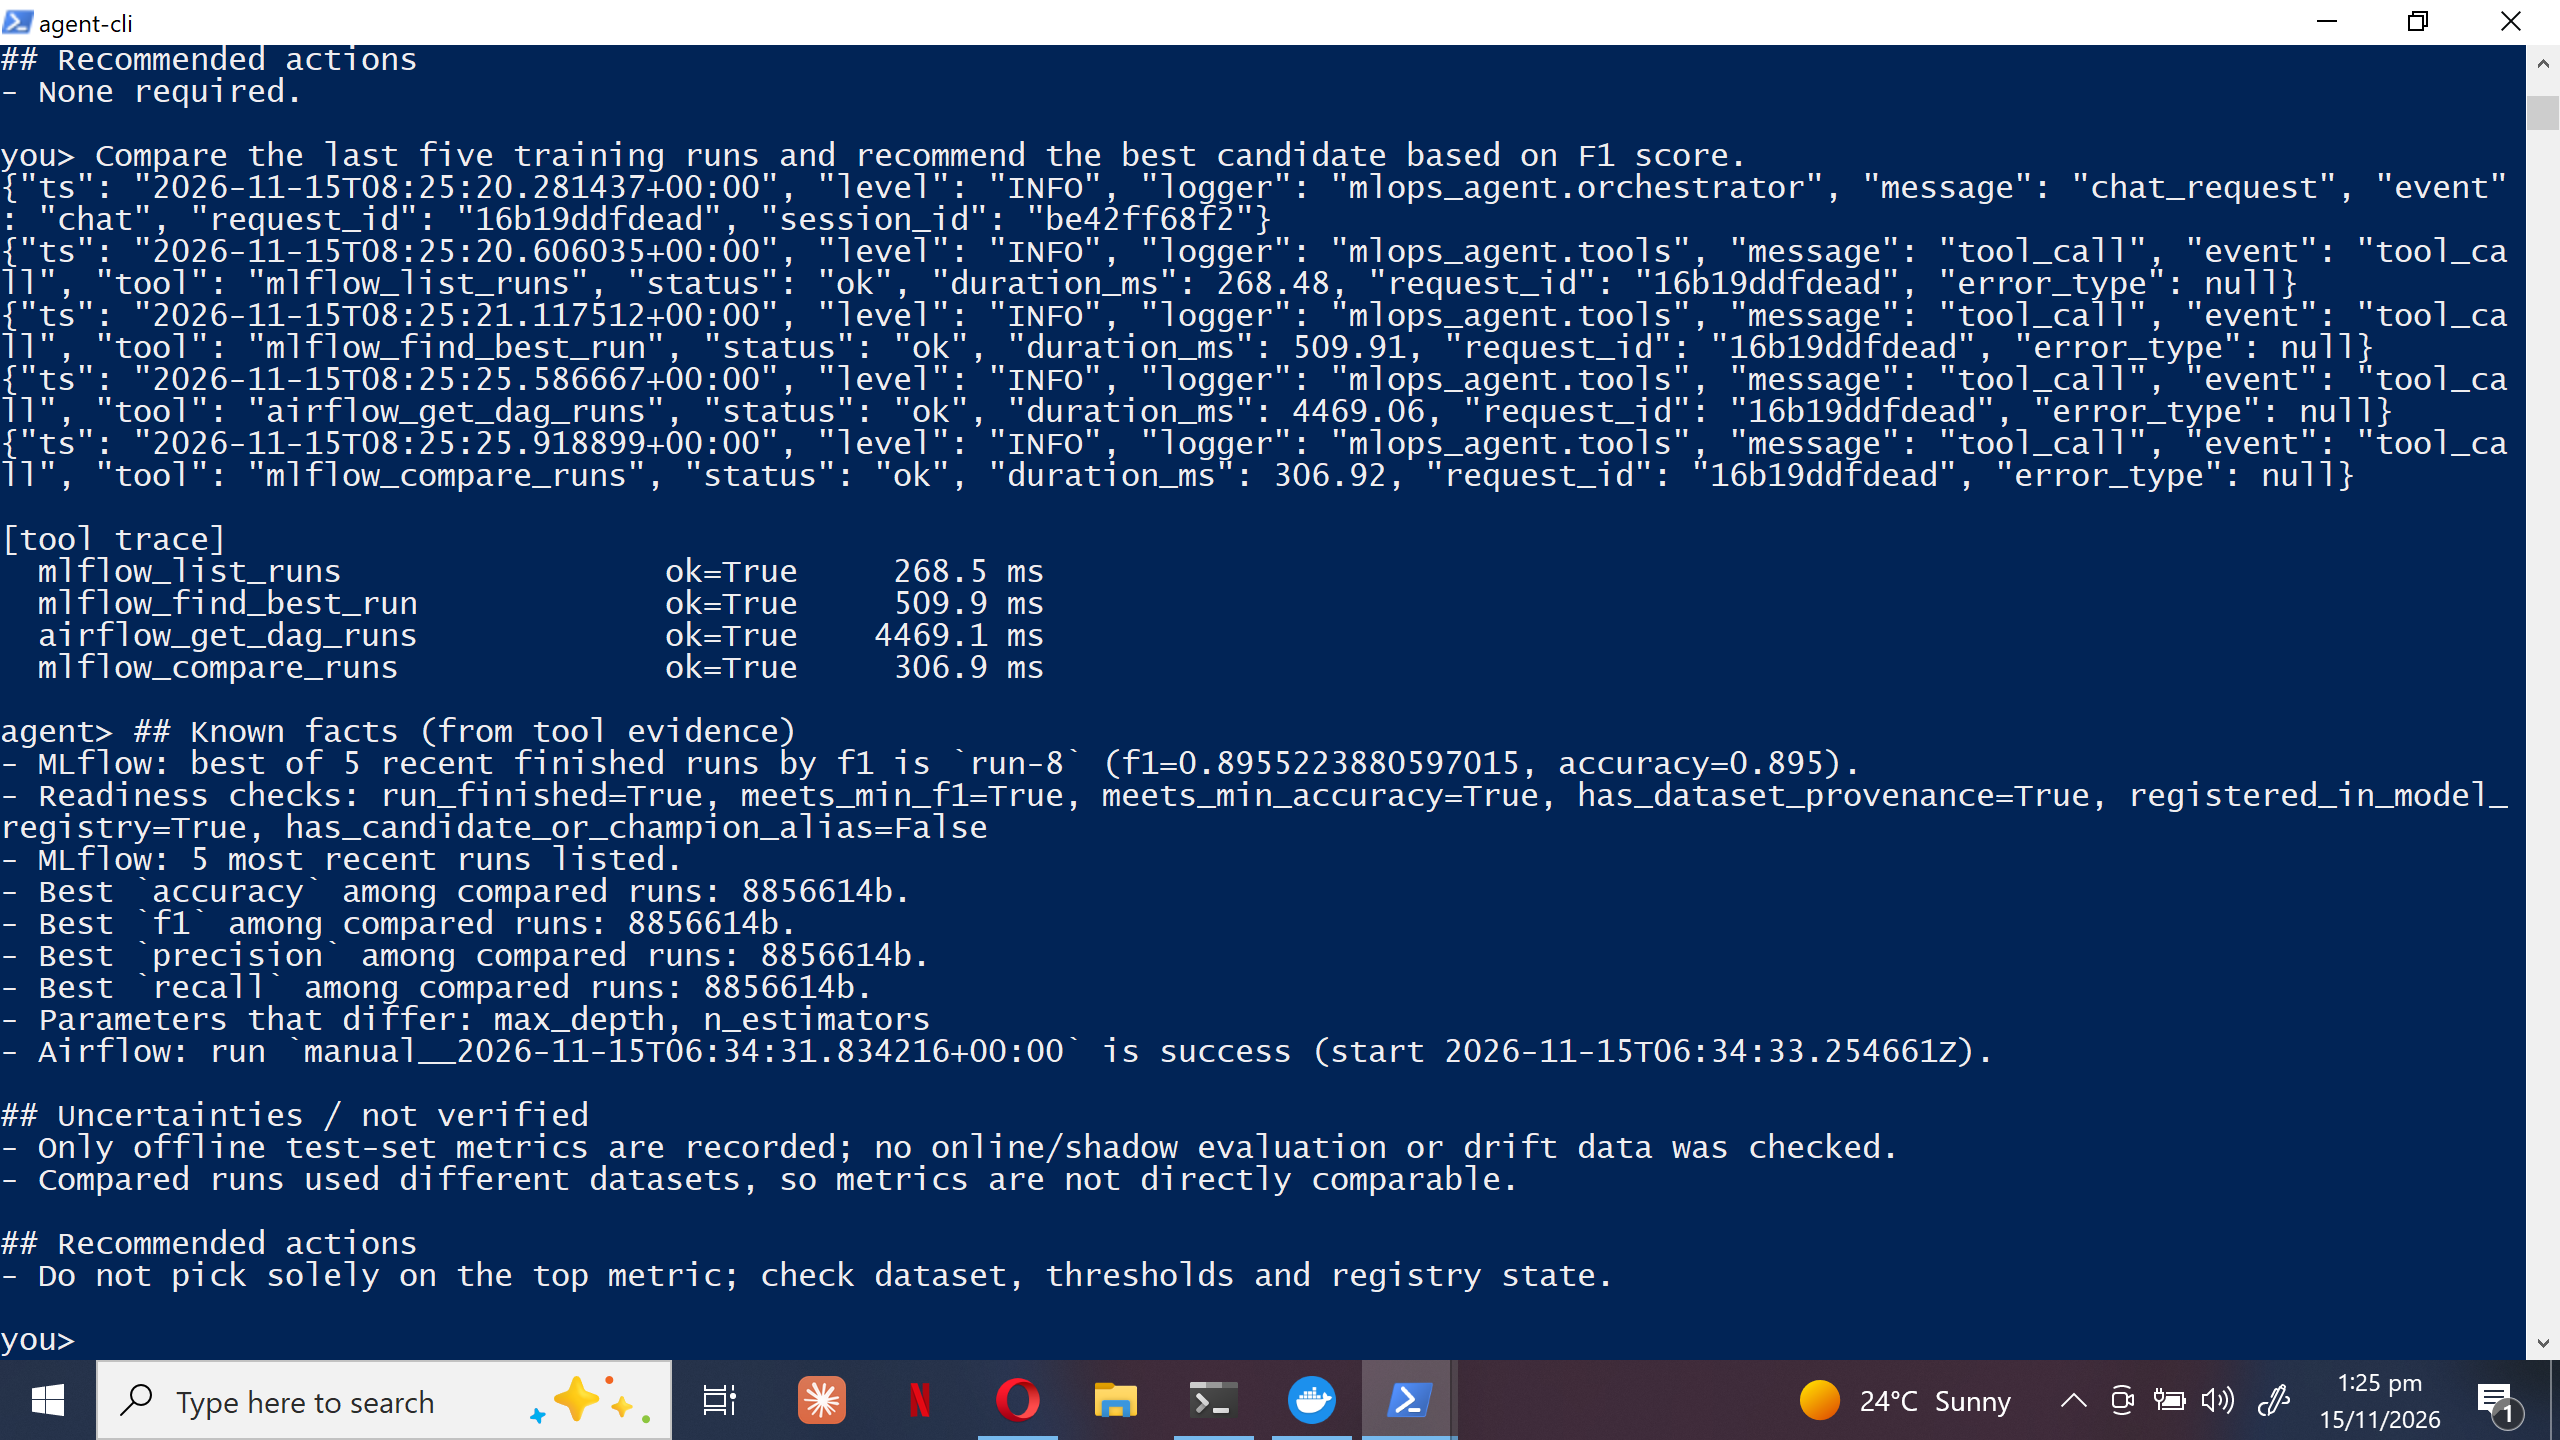 agent-cli
## Recommended actions
- None required.
you> Compare the last five training runs and recommend the best candidate based on F1 score.
{"ts": "2026-11-15T08:25:20.281437+00:00", "level": "INFO", "logger": "mlops_agent.orchestrator", "message": "chat_request", "event"
: "chat", "request_id": "16b19ddfdead", "session_id": "be42ff68f2"}
{"ts": "2026-11-15T08:25:20.606035+00:00", "level": "INFO", "logger": "mlops_agent.tools", "message": "tool_call", "event": "tool_ca
ll", "tool": "mlflow_list_runs", "status": "ok", "duration_ms": 268.48, "request_id": "16b19ddfdead", "error_type": null}
{"ts": "2026-11-15T08:25:21.117512+00:00", "level": "INFO", "logger": "mlops_agent.tools", "message": "tool_call", "event": "tool_ca
ll", "tool": "mlflow_find_best_run", "status": "ok", "duration_ms": 509.91, "request_id": "16b19ddfdead", "error_type": null}
{"ts": "2026-11-15T08:25:25.586667+00:00", "level": "INFO", "logger": "mlops_agent.tools", "message": "tool_call", "event": "tool_ca
ll", "tool": "airflow_get_dag_runs", "status": "ok", "duration_ms": 4469.06, "request_id": "16b19ddfdead", "error_type": null}
{"ts": "2026-11-15T08:25:25.918899+00:00", "level": "INFO", "logger": "mlops_agent.tools", "message": "tool_call", "event": "tool_ca
ll", "tool": "mlflow_compare_runs", "status": "ok", "duration_ms": 306.92, "request_id": "16b19ddfdead", "error_type": null}
[tool trace]
mlflow_list_runs ok=True 268.5 ms
mlflow_find_best_run ok=True 509.9 ms
airflow_get_dag_runs ok=True 4469.1 ms
mlflow_compare_runs ok=True 306.9 ms
agent> ## Known facts (from tool evidence)
- MLflow: best of 5 recent finished runs by f1 is `run-8` (f1=0.8955223880597015, accuracy=0.895).
- Readiness checks: run_finished=True, meets_min_f1=True, meets_min_accuracy=True, has_dataset_provenance=True, registered_in_model_
registry=True, has_candidate_or_champion_alias=False
- MLflow: 5 most recent runs listed.
- Best `accuracy` among compared runs: 8856614b.
- Best `f1` among compared runs: 8856614b.
- Best `precision` among compared runs: 8856614b.
- Best `recall` among compared runs: 8856614b.
- Parameters that differ: max_depth, n_estimators
- Airflow: run `manual__2026-11-15T06:34:31.834216+00:00` is success (start 2026-11-15T06:34:33.254661Z).
## Uncertainties / not verified
- Only offline test-set metrics are recorded; no online/shadow evaluation or drift data was checked.
- Compared runs used different datasets, so metrics are not directly comparable.
## Recommended actions
- Do not pick solely on the top metric; check dataset, thresholds and registry state.
you>
Type here to search
24°C Sunny
1:25 pm
15/11/2026
1